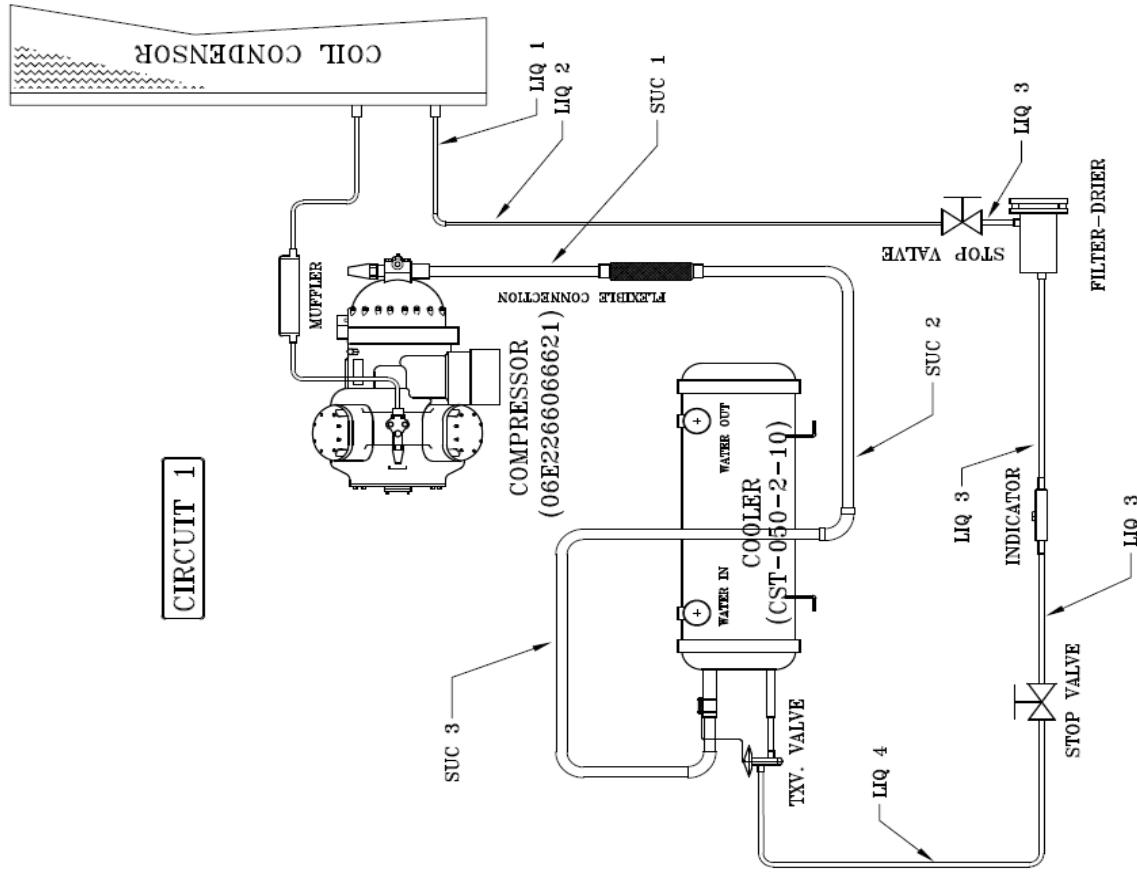 COIL CONDENSOR
LIQ 1
LIQ 2
SUC 1
LIQ 3
STOP VALVE
FILTER-DRIER
MUFFLER
FLEXIBLE CONNECTION
COMPRESSOR
(06E2266066621)
SUC 2
CIRCUIT 1
WATER OUT
COOLER
(CST-050-2-1Q)
WATER IN
LIQ 3
INDICATOR
LIQ 3
SUC 3
TXV. VALVE
STOP VALVE
LIQ 4